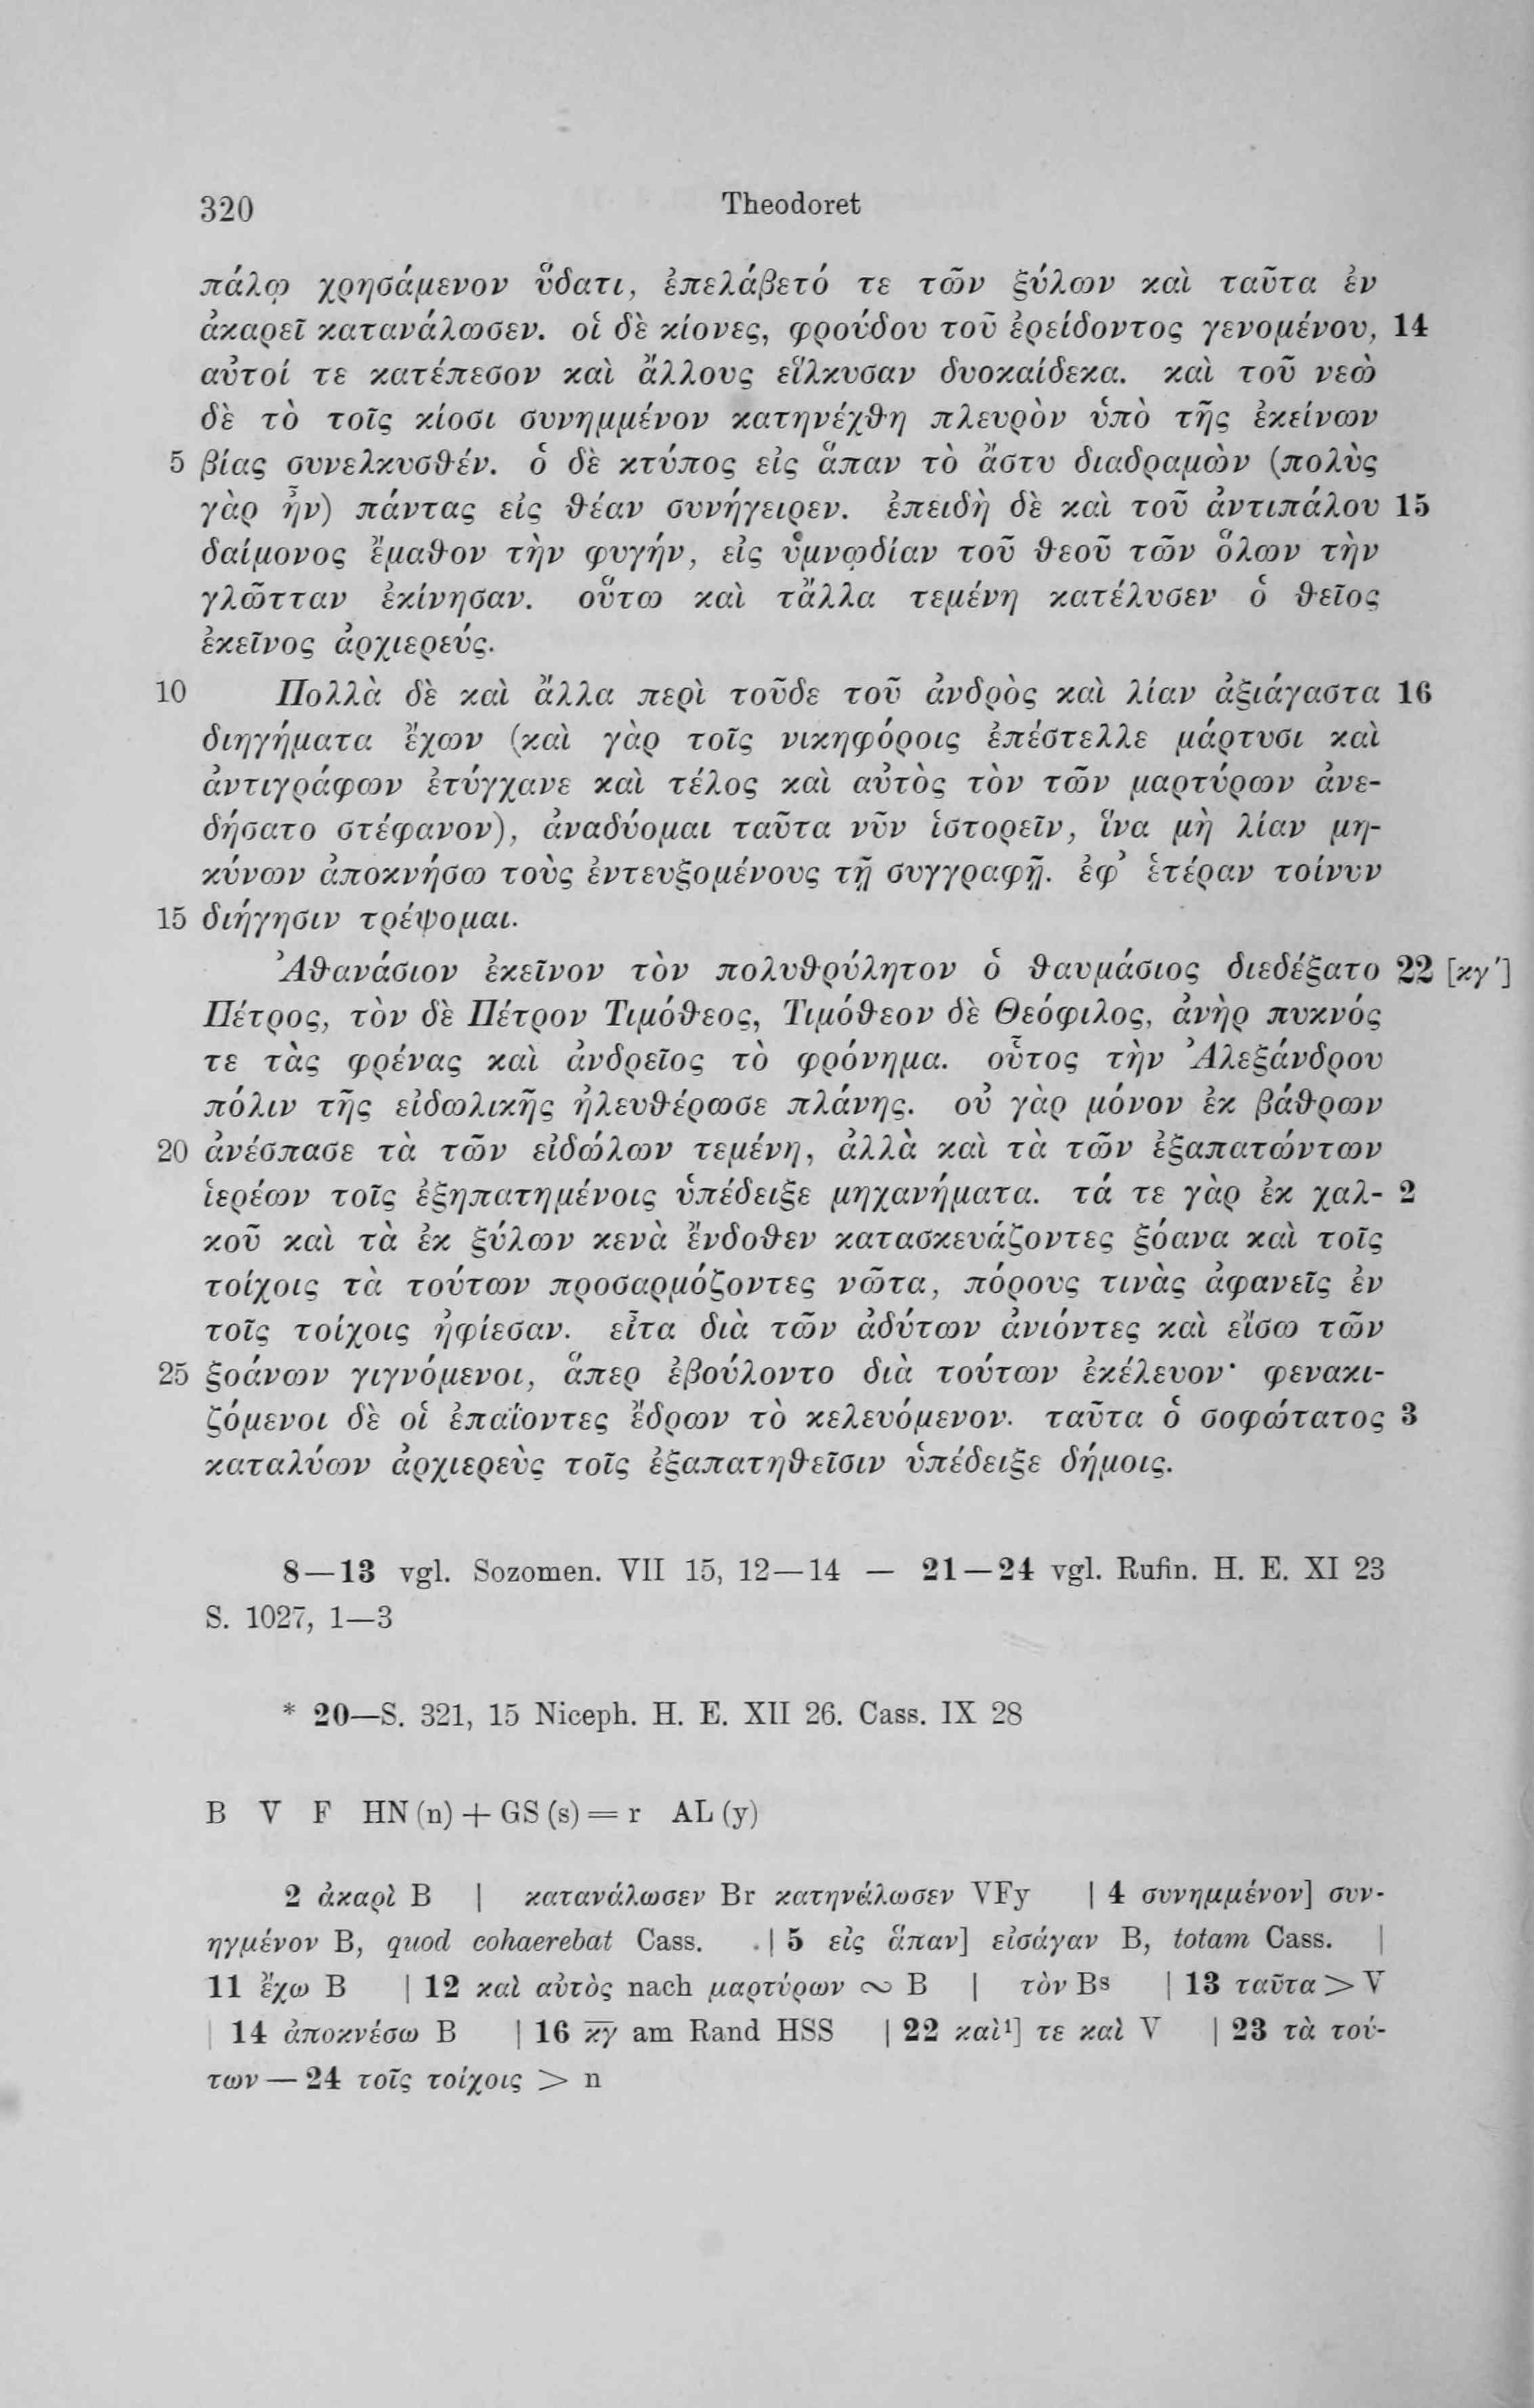 320 Theodoret
πάλῳ χρησάμενον ὕδατι, ἐπελάβετό τε τῶν ξύλων καὶ ταῦτα ἐν
ἀκαρεῖ κατανάλωσεν. οἱ δὲ κίονες, φρούδου τοῦ ἐρείδοντος γενομένου, 14
αὐτοί τε κατέπεσον καὶ ἄλλους εἵλκυσαν δυοκαίδεκα. καὶ τοῦ νεὼ
δὲ τὸ τοῖς κίοσι συνημμένον κατηνέχθη πλευρὸν ὑπὸ τῆς ἐκείνων
5 βίας συνελκυσθέν. ὁ δὲ κτύπος εἰς ἅπαν τὸ ἄστυ διαδραμὼν (πολὺς
γὰρ ἦν) πάντας εἰς θέαν συνήγειρεν. ἐπειδὴ δὲ καὶ τοῦ ἀντιπάλου 15
δαίμονος ἔμαθον τὴν φυγήν, εἰς ὑμνῳδίαν τοῦ θεοῦ τῶν ὅλων τὴν
γλῶτταν ἐκίνησαν. οὕτω καὶ τἄλλα τεμένη κατέλυσεν ὁ θεῖος
ἐκεῖνος ἀρχιερεύς.
10 Πολλὰ δὲ καὶ ἄλλα περὶ τοῦδε τοῦ ἀνδρὸς καὶ λίαν ἀξιάγαστα 16
διηγήματα ἔχων (καὶ γὰρ τοῖς νικηφόροις ἐπέστελλε μάρτυσι καὶ
ἀντιγράφων ἐτύγχανε καὶ τέλος καὶ αὐτὸς τὸν τῶν μαρτύρων ἀνε-
δήσατο στέφανον), ἀναδύομαι ταῦτα νῦν ἱστορεῖν, ἵνα μὴ λίαν μη-
κύνων ἀποκνήσω τοὺς ἐντευξομένους τῇ συγγραφῇ. ἐφ’ ἑτέραν τοίνυν
15 διήγησιν τρέψομαι.
Ἀθανάσιον ἐκεῖνον τὸν πολυθρύλητον ὁ θαυμάσιος διεδέξατο 22 [κγ′]
Πέτρος, τὸν δὲ Πέτρον Τιμόθεος, Τιμόθεον δὲ Θεόφιλος, ἀνὴρ πυκνός
τε τὰς φρένας καὶ ἀνδρεῖος τὸ φρόνημα. οὗτος τὴν Ἀλεξάνδρου
πόλιν τῆς εἰδωλικῆς ἠλευθέρωσε πλάνης. οὐ γὰρ μόνον ἐκ βάθρων
20 ἀνέσπασε τὰ τῶν εἰδώλων τεμένη, ἀλλὰ καὶ τὰ τῶν ἐξαπατώντων
ἱερέων τοῖς ἐξηπατημένοις ὑπέδειξε μηχανήματα. τά τε γὰρ ἐκ χαλ- 2
κοῦ καὶ τὰ ἐκ ξύλων κενὰ ἔνδοθεν κατασκευάζοντες ξόανα καὶ τοῖς
τοίχοις τὰ τούτων προσαρμόζοντες νῶτα, πόρους τινὰς ἀφανεῖς ἐν
τοῖς τοίχοις ἠφίεσαν. εἶτα διὰ τῶν ἀδύτων ἀνιόντες καὶ εἴσω τῶν
25 ξοάνων γιγνόμενοι, ἅπερ ἐβούλοντο διὰ τούτων ἐκέλευον· φενακι-
ζόμενοι δὲ οἱ ἐπαΐοντες ἔδρων τὸ κελευόμενον. ταῦτα ὁ σοφώτατος 3
καταλύων ἀρχιερεὺς τοῖς ἐξαπατηθεῖσιν ὑπέδειξε δήμοις.
8—13 vgl. Sozomen. VII 15, 12—14 — 21—24 vgl. Rufin. H. E. XI 23
S. 1027, 1—3
* 20—S. 321, 15 Niceph. H. E. XII 26. Cass. IX 28
B V F HN (n) + GS (s) = r AL (y)
2 ἀκαρὶ B | κατανάλωσεν Br κατηνάλωσεν VFy | 4 συνημμένον] συν-
ηγμένον B, quod cohaerebat Cass. | 5 εἰς ἅπαν] εἰσάγαν B, totam Cass. |
11 ἔχω B | 12 καὶ αὐτὸς nach μαρτύρων ∾ B | τὸν Bs | 13 ταῦτα > V
| 14 ἀποκνέσω B | 16 κ̅γ̅ am Rand HSS | 22 καὶ¹] τε καὶ V | 23 τὰ τού-
των — 24 τοῖς τοίχοις > n